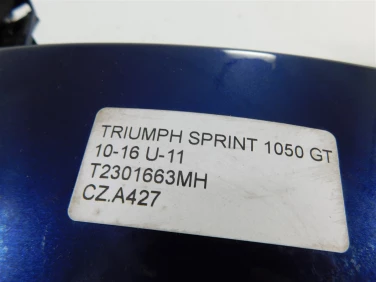 TRIUMPH SPRINT 1050 GT
10-16 U-11
T2301663MH
CZ.A427